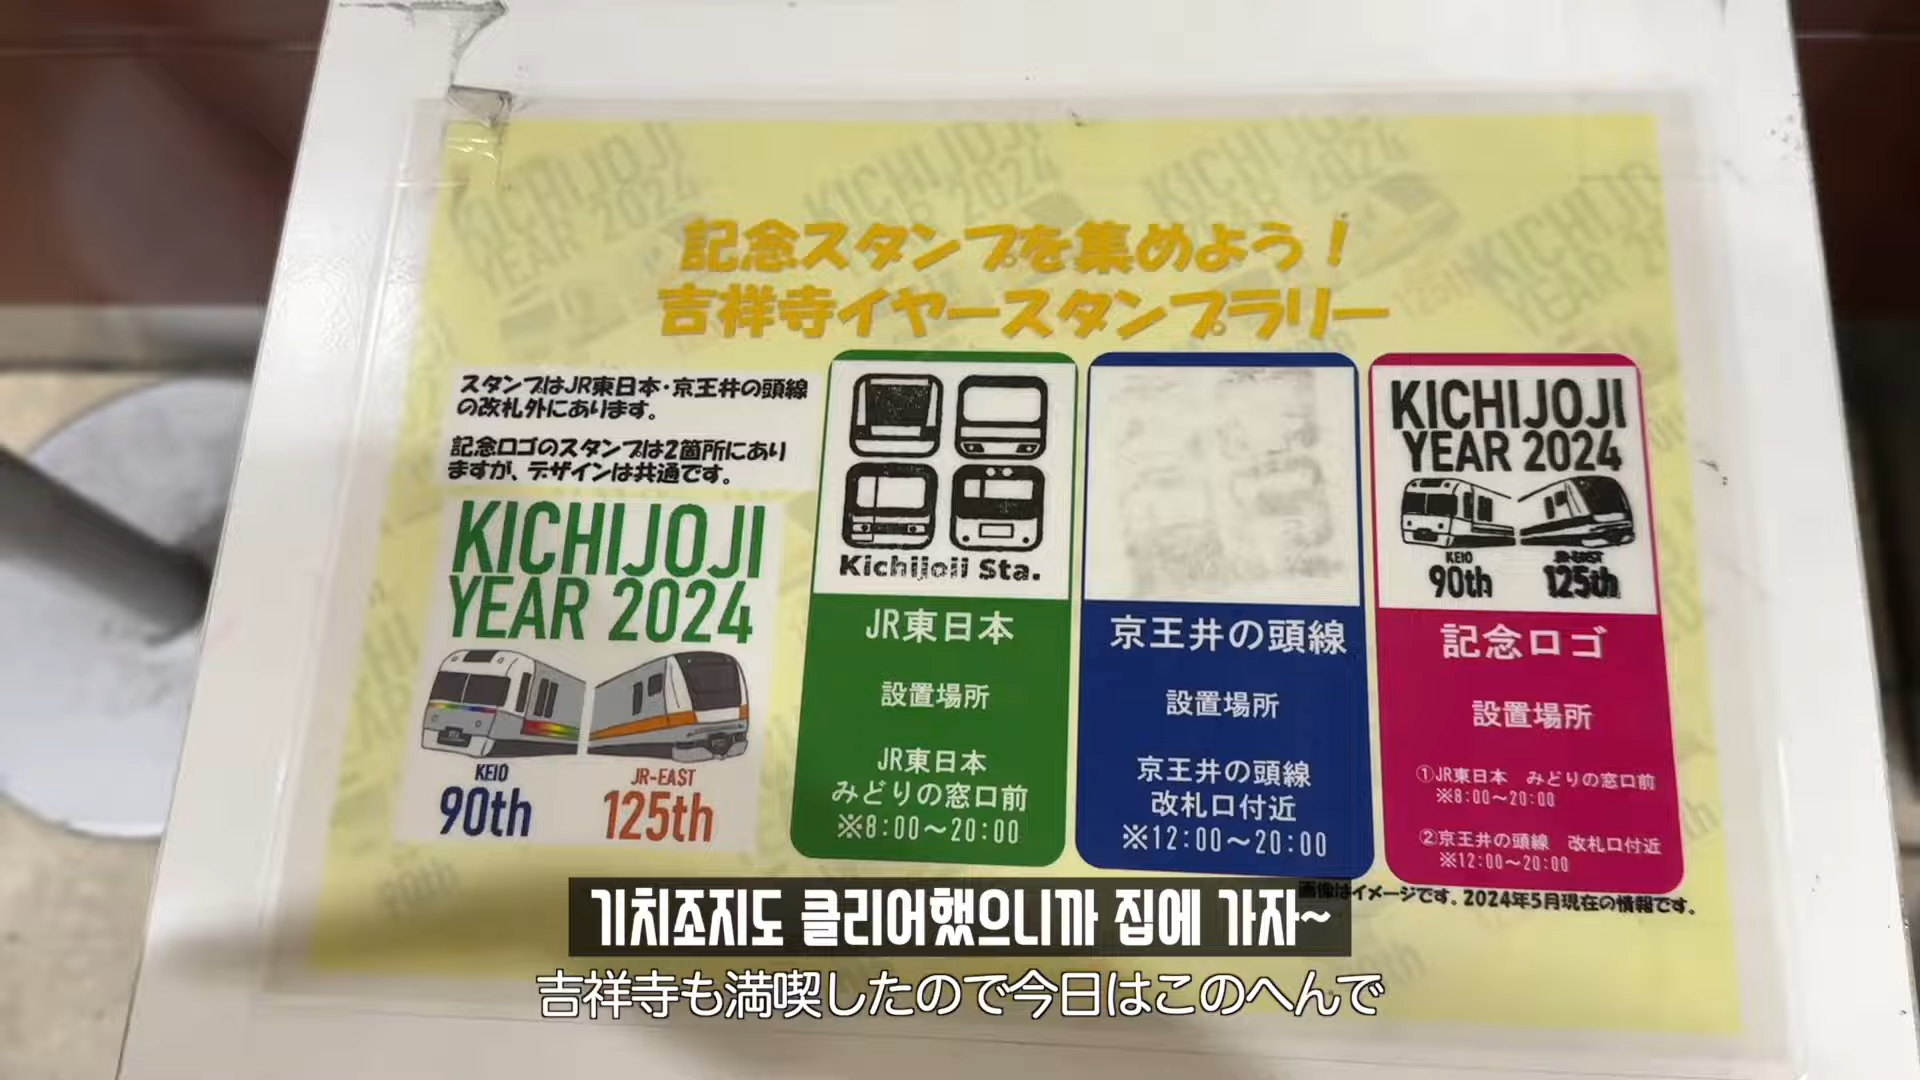 記念スタンプを集めよう！
吉祥寺イヤースタンプラリー
スタンプはJR東日本・京王井の頭線
の改札外にあります。
記念ロゴのスタンプは2箇所にあり
ますが、デザインは共通です。
KICHIJOJI
YEAR 2024
KEIO
90th
JR-EAST
125th
Kichijoji Sta.
JR東日本
設置場所
JR東日本
みどりの窓口前
※8:00～20:00
京王井の頭線
設置場所
京王井の頭線
改札口付近
※12:00～20:00
KICHIJOJI
YEAR 2024
KEIO
90th
JR-EAST
125th
記念ロゴ
設置場所
①JR東日本　みどりの窓口前
※8:00～20:00
②京王井の頭線　改札口付近
※12:00～20:00
画像はイメージです。2024年5月現在の情報です。
기치조지도 클리어했으니까 집에 가자~
吉祥寺も満喫したので今日はこのへんで